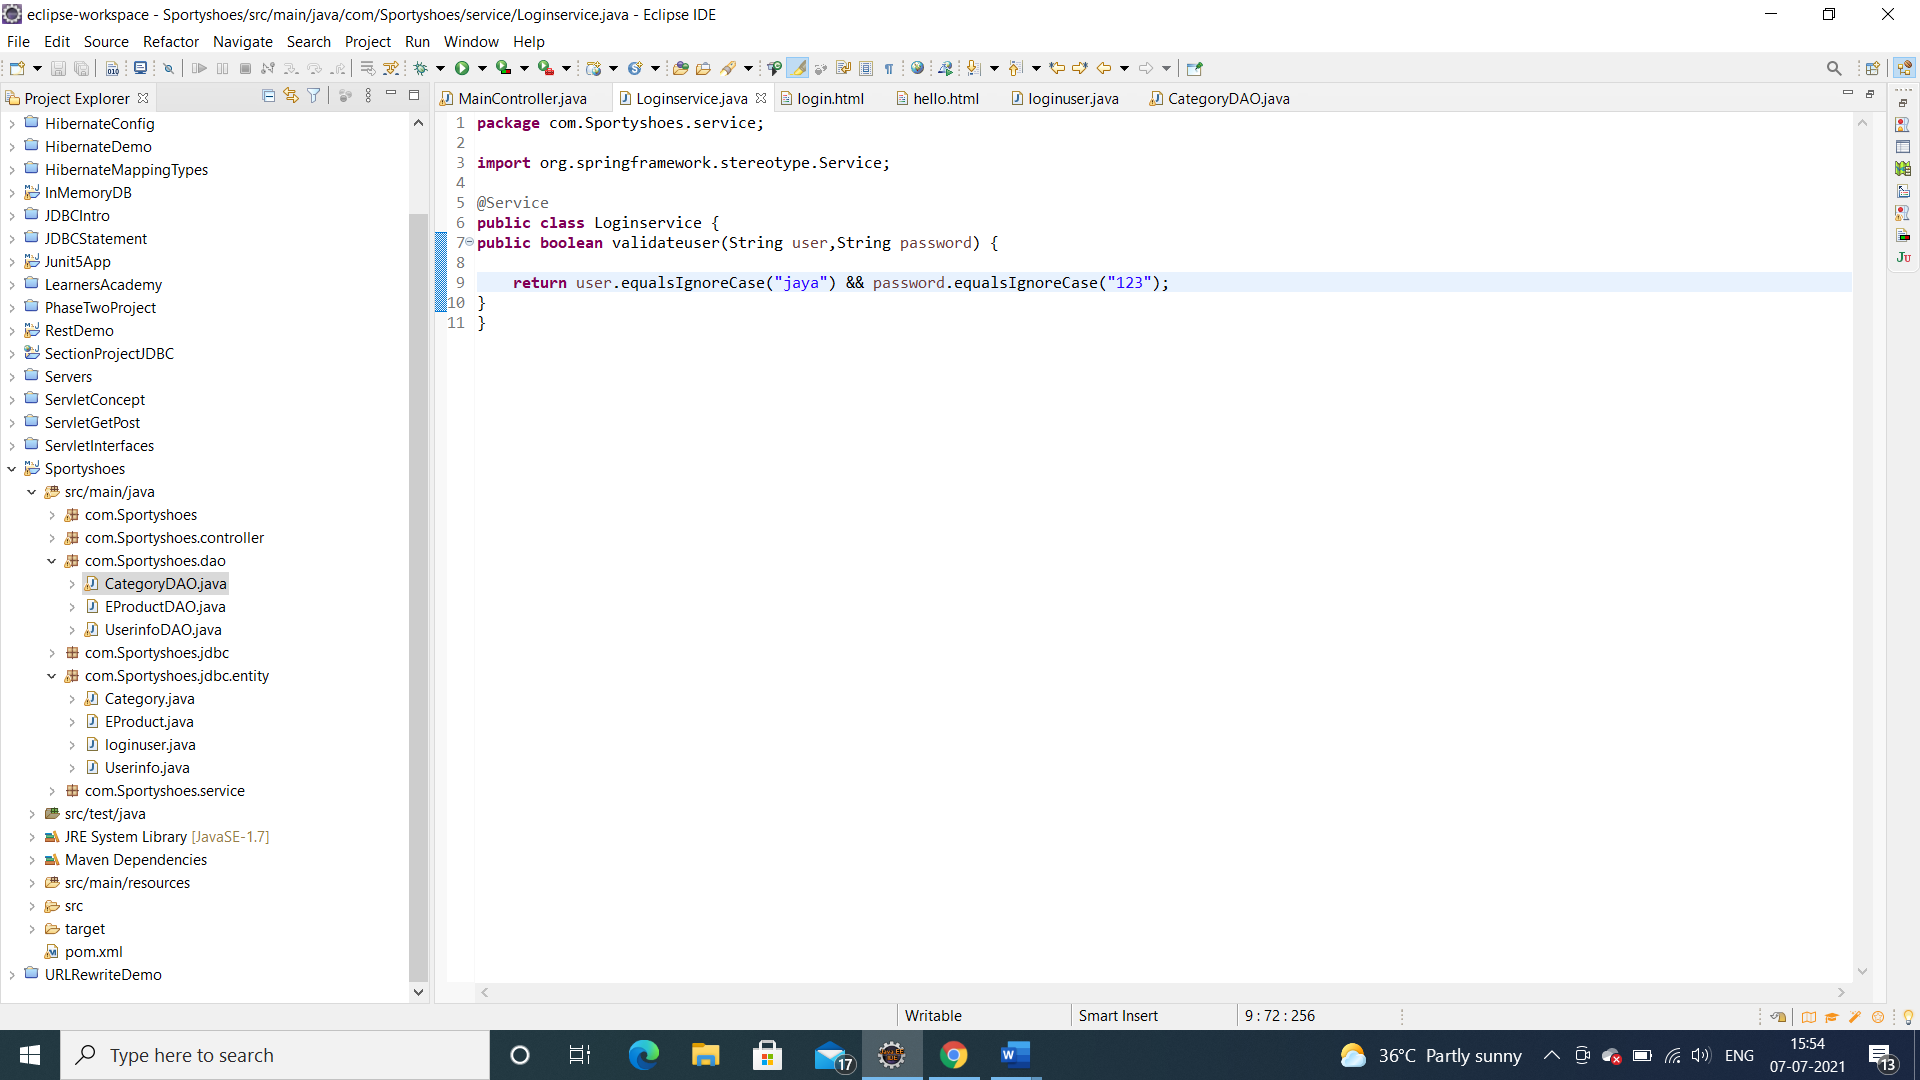 eclipse-workspace - Sportyshoes/src/main/java/com/Sportyshoes/service/Loginservice.java - Eclipse IDE
File Edit Source Refactor Navigate Search Project Run Window Help
Project Explorer
MainController.java Loginservice.java login.html hello.html loginuser.java CategoryDAO.java
HibernateConfig
HibernateDemo
HibernateMappingTypes
InMemoryDB
JDBCIntro
JDBCStatement
Junit5App
LearnersAcademy
PhaseTwoProject
RestDemo
SectionProjectJDBC
Servers
ServletConcept
ServletGetPost
ServletInterfaces
Sportyshoes
src/main/java
com.Sportyshoes
com.Sportyshoes.controller
com.Sportyshoes.dao
CategoryDAO.java
EProductDAO.java
UserinfoDAO.java
com.Sportyshoes.jdbc
com.Sportyshoes.jdbc.entity
Category.java
EProduct.java
loginuser.java
Userinfo.java
com.Sportyshoes.service
src/test/java
JRE System Library [JavaSE-1.7]
Maven Dependencies
src/main/resources
src
target
pom.xml
URLRewriteDemo
1 package com.Sportyshoes.service;
2
3 import org.springframework.stereotype.Service;
4
5 @Service
6 public class Loginservice {
7 public boolean validateuser(String user,String password) {
8
9 return user.equalsIgnoreCase("jaya") && password.equalsIgnoreCase("123");
10 }
11 }
Ju
Writable Smart Insert 9 : 72 : 256
Type here to search
17
36°C Partly sunny
ENG
15:54
07-07-2021
13